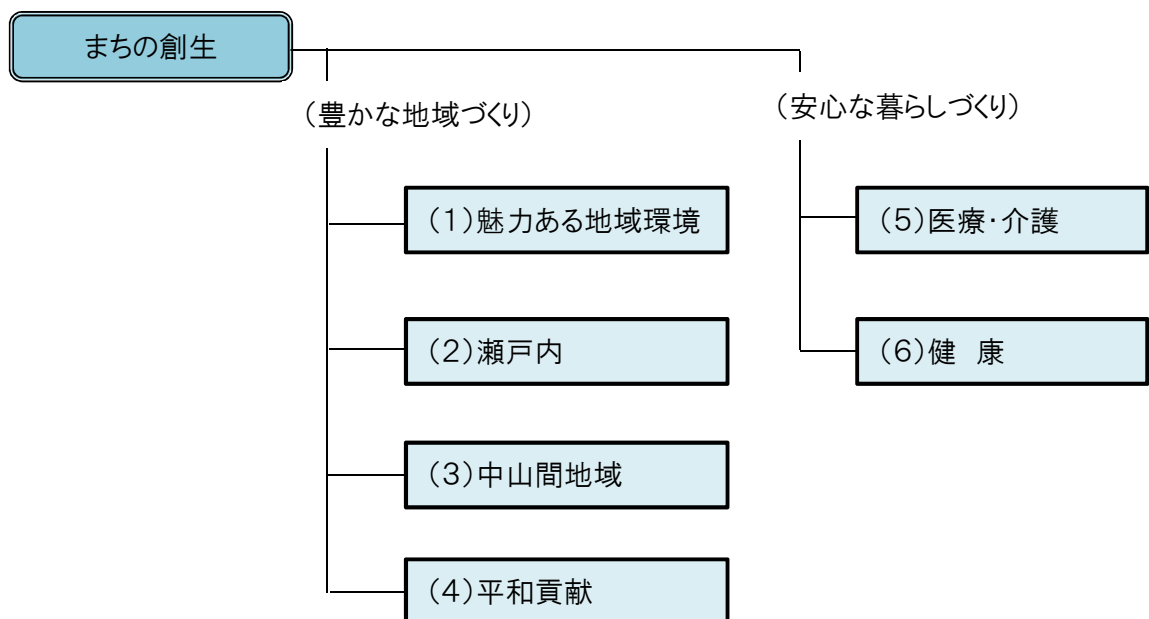 まちの創生
(豊かな地域づくり)
(1)魅力ある地域環境
(2)瀬戸内
(3)中山間地域
(4)平和貢献
(安心な暮らしづくり)
(5)医療・介護
(6)健　康